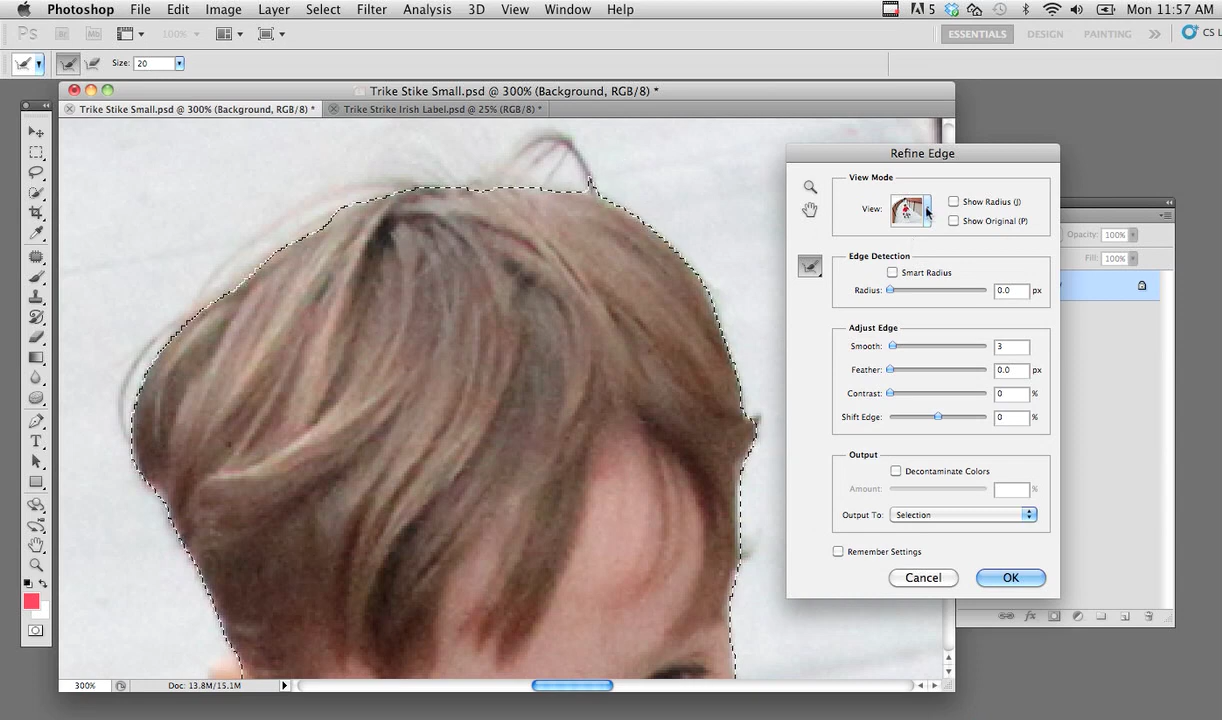 Photoshop File Edit Image Layer Select Filter Analysis 3D View Window Help 5 Mon 11:57 AM
Ps Br Mb 100% ESSENTIALS DESIGN PAINTING CS L
Size: 20
Trike Stike Small.psd @ 300% (Background, RGB/8) *
Trike Stike Small.psd @ 300% (Background, RGB/8) * Trike Strike Irish Label.psd @ 25% (RGB/8) *
Refine Edge
View Mode
View:
Show Radius (J)
Show Original (P)
Edge Detection
Smart Radius
Radius: 0.0 px
Adjust Edge
Smooth: 3
Feather: 0.0 px
Contrast: 0 %
Shift Edge: 0 %
Output
Decontaminate Colors
Amount: %
Output To: Selection
Remember Settings
Cancel OK
Opacity: 100%
Fill: 100%
T
fx
300% Doc: 13.8M/15.1M